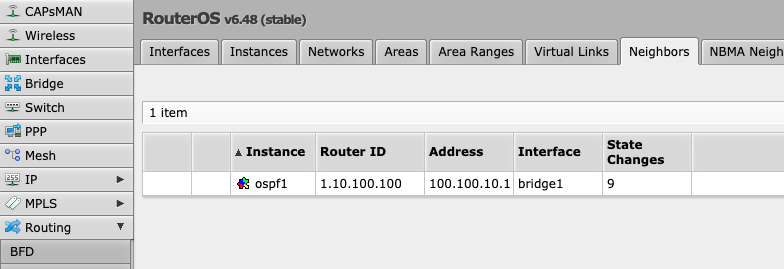 CAPsMAN
Wireless
Interfaces
Bridge
Switch
PPP
Mesh
IP
MPLS
Routing
BFD
RouterOS v6.48 (stable)
Interfaces Instances Networks Areas Area Ranges Virtual Links Neighbors NBMA Neigh
1 item
Instance Router ID Address Interface State Changes
ospf1 1.10.100.100 100.100.10.1 bridge1 9